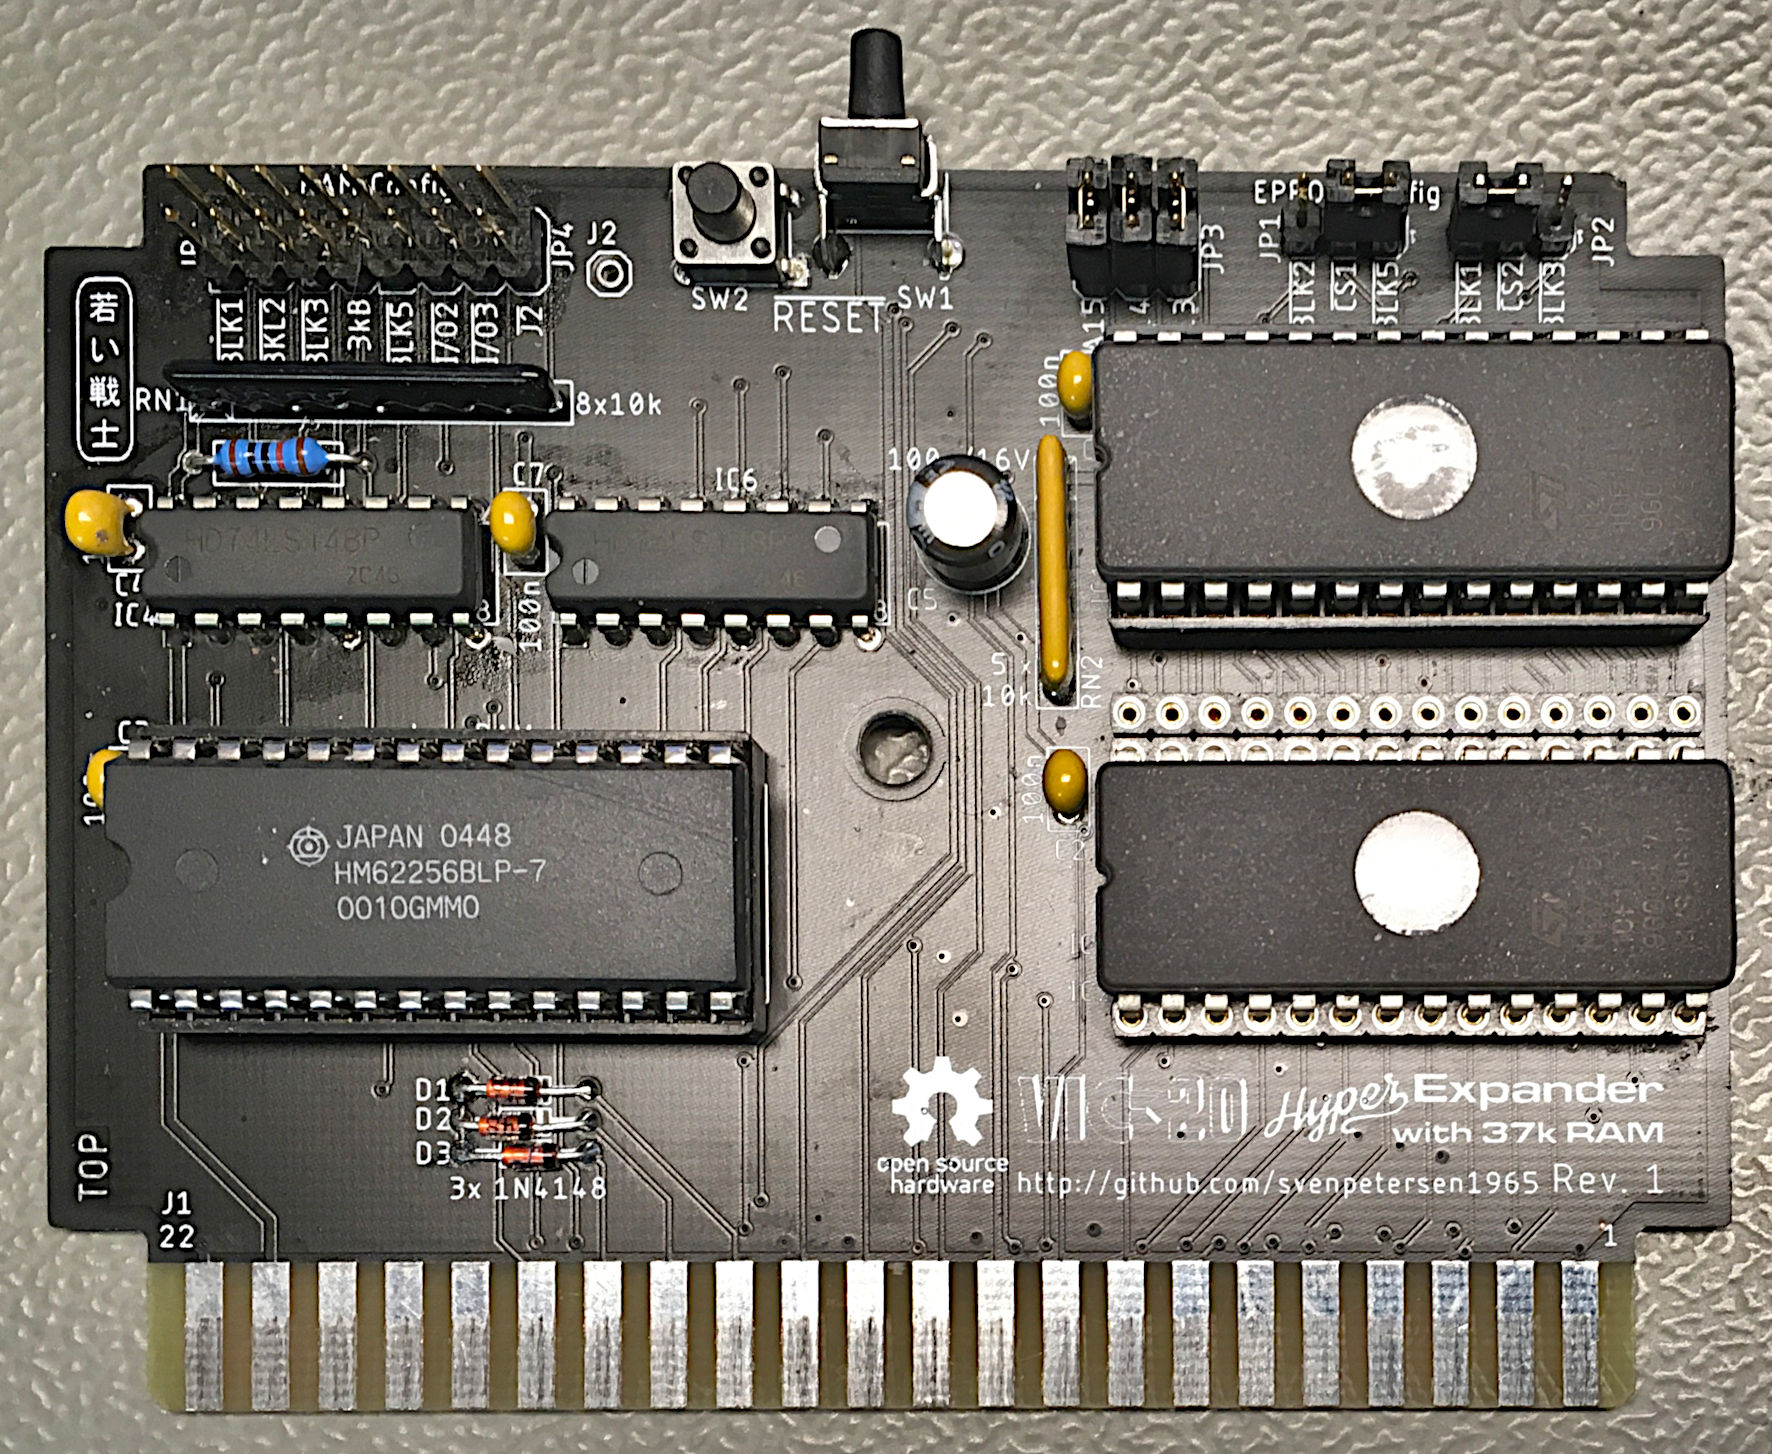 JP4
J2
SW2
RESET
SW1
JP3
JP1
JP2
BLK1
BLK3
3kB
BLK5
I/O2
I/O3
J2
BLK2
CS1
BLK5
BLK1
CS2
BLK3
若い戦士
RN1
8x10k
100n
C7
IC6
HD74LS148P
IC4
100n
C5
10k
RN2
100n
JAPAN 0448
HM62256BLP-7
0010GMM0
D1
D2
D3
3x 1N4148
TOP
J1
22
open source
hardware
VIC-20 Hyper Expander
with 37k RAM
http://github.com/svenpetersen1965 Rev. 1
1